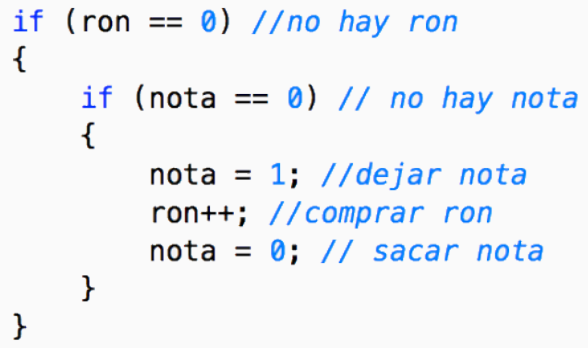 if (ron == 0) //no hay ron
{
    if (nota == 0) // no hay nota
    {
        nota = 1; //dejar nota
        ron++; //comprar ron
        nota = 0; // sacar nota
    }
}